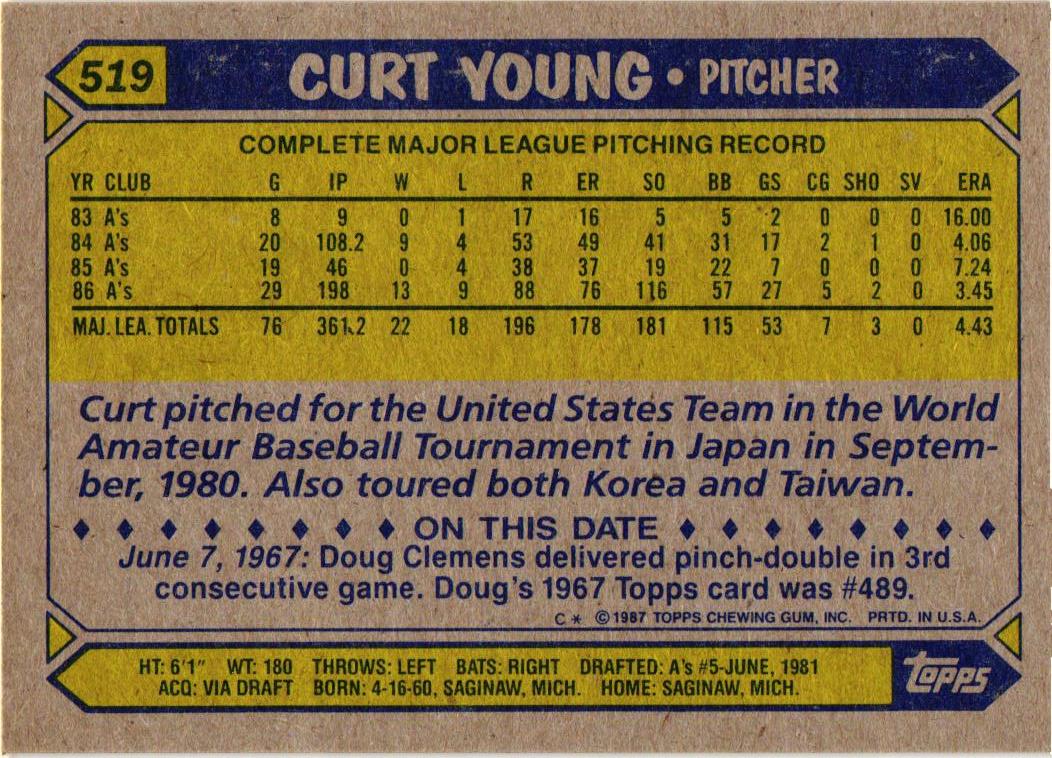 519 CURT YOUNG • PITCHER
COMPLETE MAJOR LEAGUE PITCHING RECORD
YR CLUB G IP W L R ER SO BB GS CG SHO SV ERA
83 A's 8 9 0 1 17 16 5 5 2 0 0 0 16.00
84 A's 20 108.2 9 4 53 49 41 31 17 2 1 0 4.06
85 A's 19 46 0 4 38 37 19 22 7 0 0 0 7.24
86 A's 29 198 13 9 88 76 116 57 27 5 2 0 3.45
MAJ. LEA. TOTALS 76 361.2 22 18 196 178 181 115 53 7 3 0 4.43
Curt pitched for the United States Team in the World
Amateur Baseball Tournament in Japan in Septem-
ber, 1980. Also toured both Korea and Taiwan.
♦ ♦ ♦ ♦ ♦ ♦ ♦ ♦ ON THIS DATE ♦ ♦ ♦ ♦ ♦ ♦ ♦ ♦
June 7, 1967: Doug Clemens delivered pinch-double in 3rd
consecutive game. Doug's 1967 Topps card was #489.
C * © 1987 TOPPS CHEWING GUM, INC. PRTD. IN U.S.A.
HT: 6'1" WT: 180 THROWS: LEFT BATS: RIGHT DRAFTED: A's #5-JUNE, 1981
ACQ: VIA DRAFT BORN: 4-16-60, SAGINAW, MICH. HOME: SAGINAW, MICH.
topps